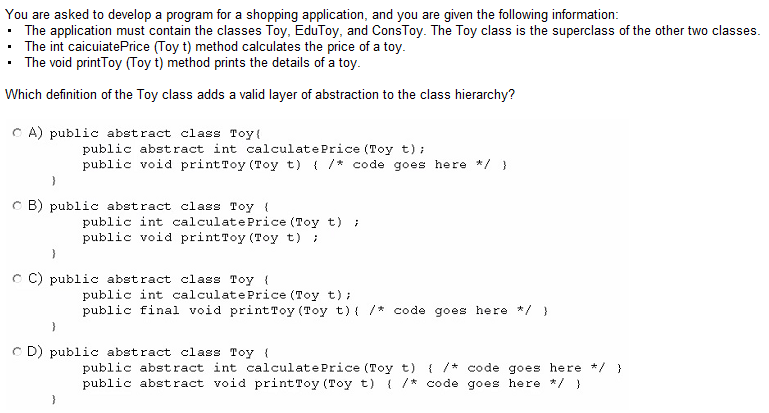 You are asked to develop a program for a shopping application, and you are given the following information:
• The application must contain the classes Toy, EduToy, and ConsToy. The Toy class is the superclass of the other two classes.
• The int caicuiatePrice (Toy t) method calculates the price of a toy.
• The void printToy (Toy t) method prints the details of a toy.
Which definition of the Toy class adds a valid layer of abstraction to the class hierarchy?
A) public abstract class Toy{
public abstract int calculatePrice(Toy t);
public void printToy(Toy t) { /* code goes here */ }
}
B) public abstract class Toy {
public int calculatePrice(Toy t) ;
public void printToy(Toy t) ;
}
C) public abstract class Toy {
public int calculatePrice(Toy t);
public final void printToy(Toy t){ /* code goes here */ }
}
D) public abstract class Toy {
public abstract int calculatePrice(Toy t) { /* code goes here */ }
public abstract void printToy(Toy t) { /* code goes here */ }
}